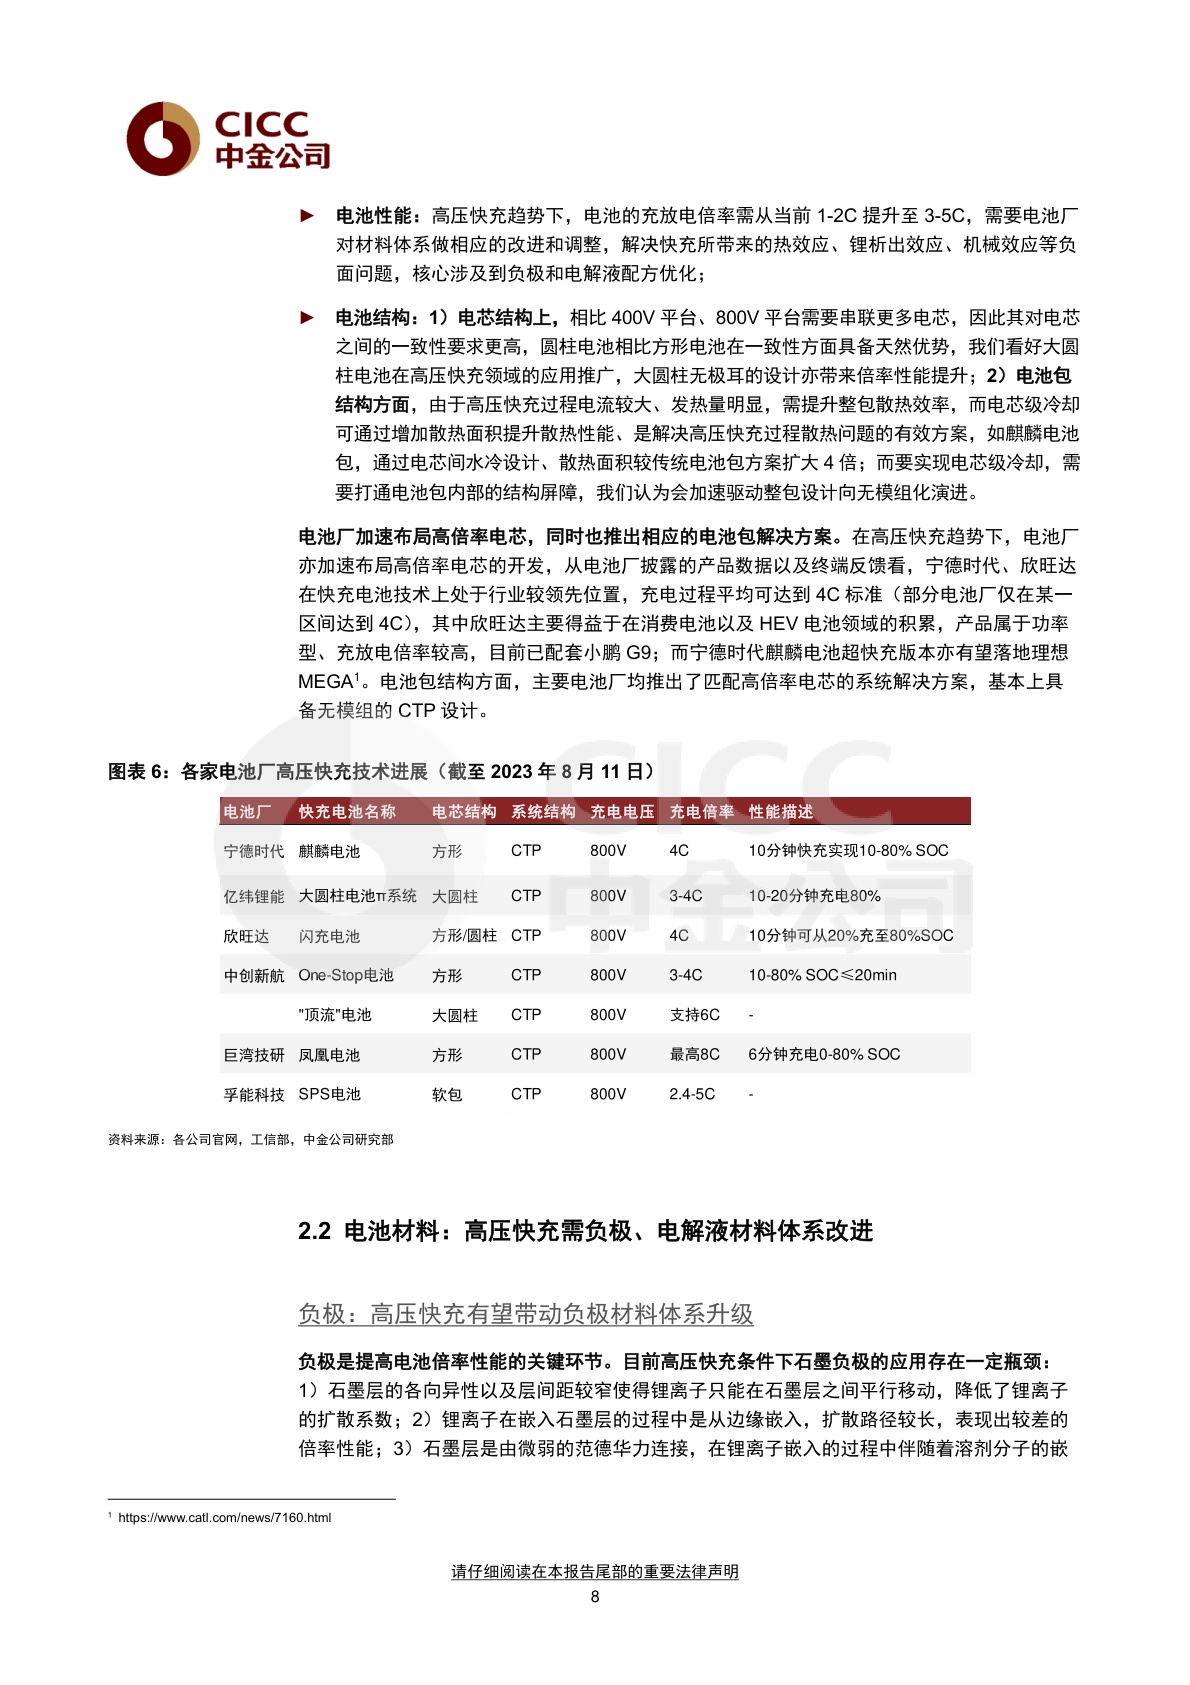 CICC
中金公司
► 电池性能：高压快充趋势下，电池的充放电倍率需从当前 1-2C 提升至 3-5C，需要电池厂
对材料体系做相应的改进和调整，解决快充所带来的热效应、锂析出效应、机械效应等负
面问题，核心涉及到负极和电解液配方优化；
► 电池结构：1）电芯结构上，相比 400V 平台、800V 平台需要串联更多电芯，因此其对电芯
之间的一致性要求更高，圆柱电池相比方形电池在一致性方面具备天然优势，我们看好大圆
柱电池在高压快充领域的应用推广，大圆柱无极耳的设计亦带来倍率性能提升；2）电池包
结构方面，由于高压快充过程电流较大、发热量明显，需提升整包散热效率，而电芯级冷却
可通过增加散热面积提升散热性能、是解决高压快充过程散热问题的有效方案，如麒麟电池
包，通过电芯间水冷设计、散热面积较传统电池包方案扩大 4 倍；而要实现电芯级冷却，需
要打通电池包内部的结构屏障，我们认为会加速驱动整包设计向无模组化演进。
电池厂加速布局高倍率电芯，同时也推出相应的电池包解决方案。在高压快充趋势下，电池厂
亦加速布局高倍率电芯的开发，从电池厂披露的产品数据以及终端反馈看，宁德时代、欣旺达
在快充电池技术上处于行业较领先位置，充电过程平均可达到 4C 标准（部分电池厂仅在某一
区间达到 4C），其中欣旺达主要得益于在消费电池以及 HEV 电池领域的积累，产品属于功率
型、充放电倍率较高，目前已配套小鹏 G9；而宁德时代麒麟电池超快充版本亦有望落地理想
MEGA1。电池包结构方面，主要电池厂均推出了匹配高倍率电芯的系统解决方案，基本上具
备无模组的 CTP 设计。
图表 6：各家电池厂高压快充技术进展（截至 2023 年 8 月 11 日）
电池厂 快充电池名称 电芯结构 系统结构 充电电压 充电倍率 性能描述
宁德时代 麒麟电池 方形 CTP 800V 4C 10分钟快充实现10-80% SOC
亿纬锂能 大圆柱电池π系统 大圆柱 CTP 800V 3-4C 10-20分钟充电80%
欣旺达 闪充电池 方形/圆柱 CTP 800V 4C 10分钟可从20%充至80%SOC
中创新航 One-Stop电池 方形 CTP 800V 3-4C 10-80% SOC≤20min
"顶流"电池 大圆柱 CTP 800V 支持6C -
巨湾技研 凤凰电池 方形 CTP 800V 最高8C 6分钟充电0-80% SOC
孚能科技 SPS电池 软包 CTP 800V 2.4-5C -
资料来源：各公司官网，工信部，中金公司研究部
2.2 电池材料：高压快充需负极、电解液材料体系改进
负极：高压快充有望带动负极材料体系升级
负极是提高电池倍率性能的关键环节。目前高压快充条件下石墨负极的应用存在一定瓶颈：
1）石墨层的各向异性以及层间距较窄使得锂离子只能在石墨层之间平行移动，降低了锂离子
的扩散系数；2）锂离子在嵌入石墨层的过程中是从边缘嵌入，扩散路径较长，表现出较差的
倍率性能；3）石墨层是由微弱的范德华力连接，在锂离子嵌入的过程中伴随着溶剂分子的嵌
1 https://www.catl.com/news/7160.html
请仔细阅读在本报告尾部的重要法律声明
8